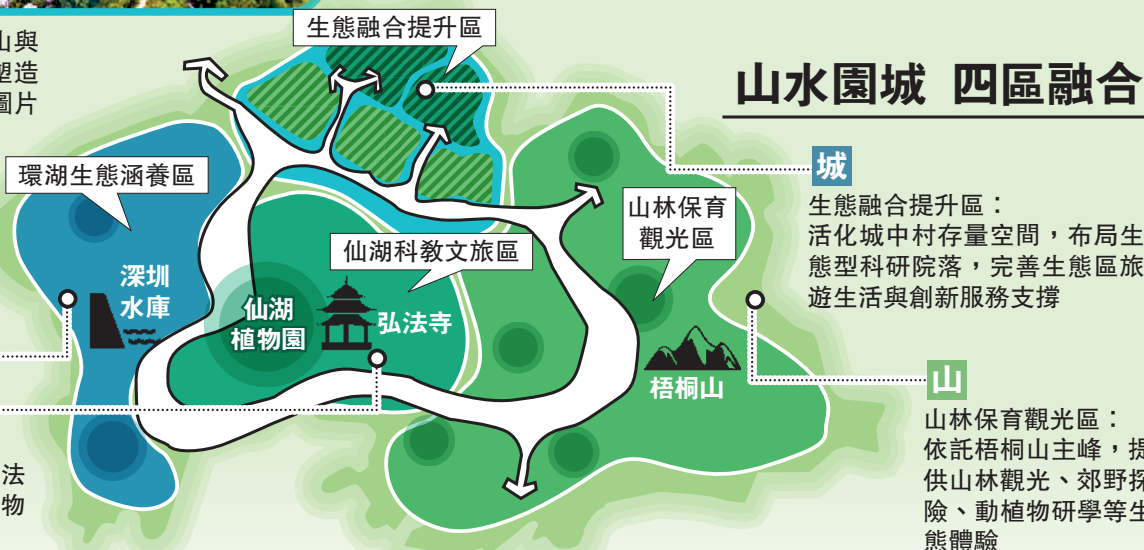 山與
塑造
圖片
生態融合提升區
山水園城 四區融合
環湖生態涵養區
深圳
水庫
仙湖
植物園
仙湖科教文旅區
弘法寺
山林保育
觀光區
梧桐山
城
生態融合提升區：
活化城中村存量空間，布局生
態型科研院落，完善生態區旅
遊生活與創新服務支撐
山
山林保育觀光區：
依託梧桐山主峰，提
供山林觀光、郊野探
險、動植物研學等生
態體驗
法
物